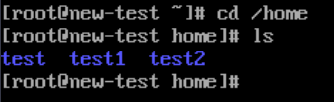 [root@new-test ~]# cd /home
[root@new-test home]# ls
test  test1  test2
[root@new-test home]#